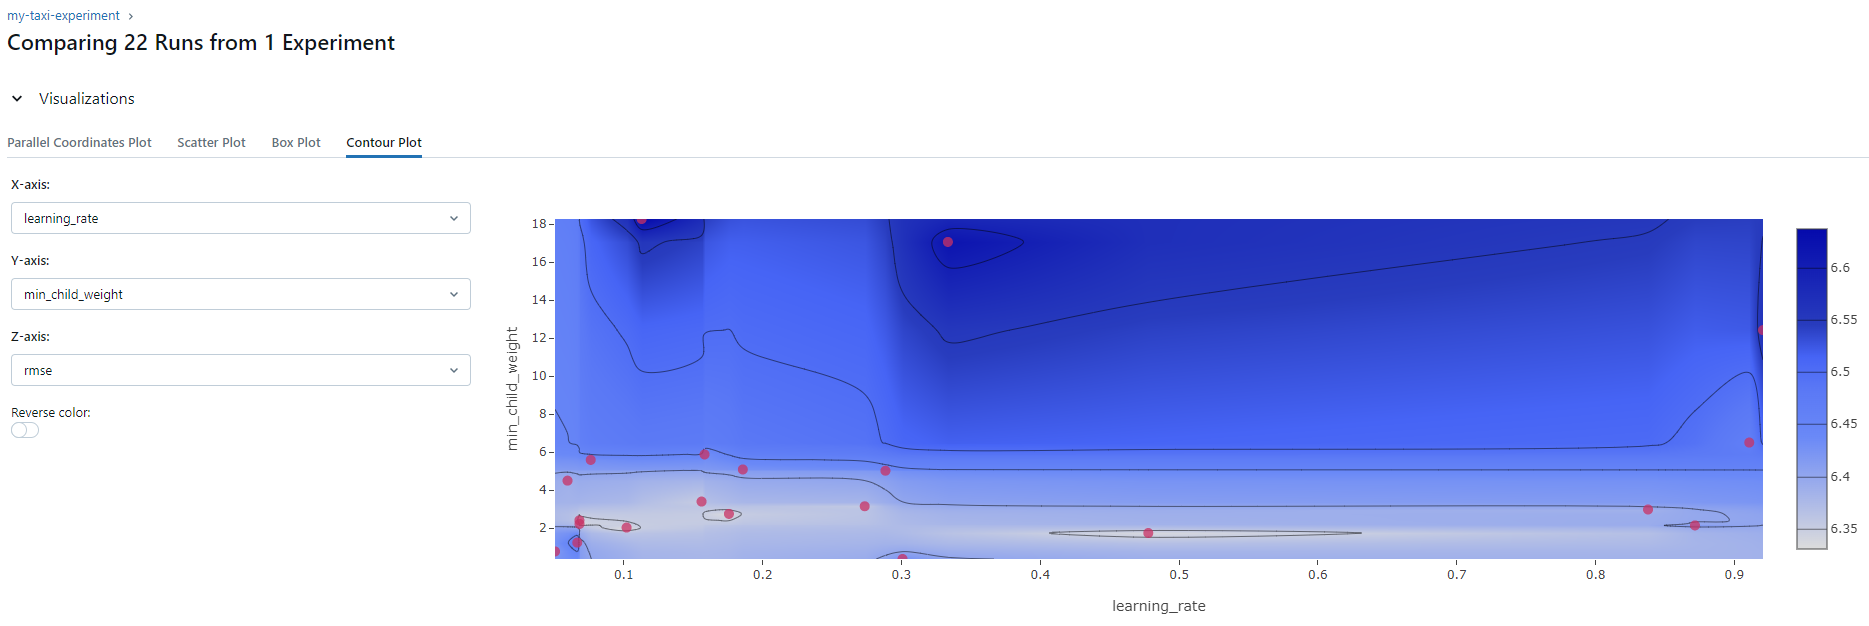 my-taxi-experiment ›
Comparing 22 Runs from 1 Experiment
Visualizations
Parallel Coordinates Plot Scatter Plot Box Plot Contour Plot
X-axis:
learning_rate
Y-axis:
min_child_weight
Z-axis:
rmse
Reverse color:
min_child_weight
18
16
14
12
10
8
6
4
2
0.1 0.2 0.3 0.4 0.5 0.6 0.7 0.8 0.9
learning_rate
6.6
6.55
6.5
6.45
6.4
6.35